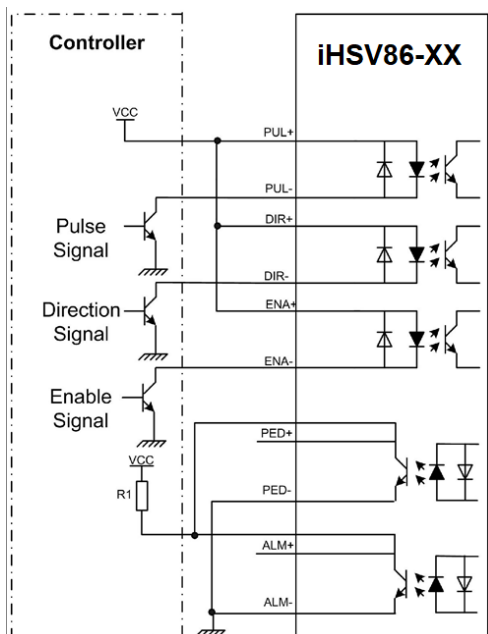 Controller
iHSV86-XX
VCC
PUL+
PUL-
Pulse
Signal
DIR+
DIR-
Direction
Signal
ENA+
ENA-
Enable
Signal
PED+
VCC
R1
PED-
ALM+
ALM-